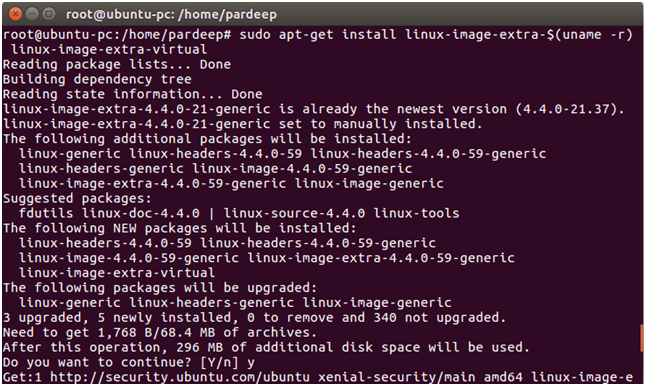 root@ubuntu-pc: /home/pardeep
root@ubuntu-pc:/home/pardeep# sudo apt-get install linux-image-extra-$(uname -r)
linux-image-extra-virtual
Reading package lists... Done
Building dependency tree
Reading state information... Done
linux-image-extra-4.4.0-21-generic is already the newest version (4.4.0-21.37).
linux-image-extra-4.4.0-21-generic set to manually installed.
The following additional packages will be installed:
linux-generic linux-headers-4.4.0-59 linux-headers-4.4.0-59-generic
linux-headers-generic linux-image-4.4.0-59-generic
linux-image-extra-4.4.0-59-generic linux-image-generic
Suggested packages:
fdutils linux-doc-4.4.0 | linux-source-4.4.0 linux-tools
The following NEW packages will be installed:
linux-headers-4.4.0-59 linux-headers-4.4.0-59-generic
linux-image-4.4.0-59-generic linux-image-extra-4.4.0-59-generic
linux-image-extra-virtual
The following packages will be upgraded:
linux-generic linux-headers-generic linux-image-generic
3 upgraded, 5 newly installed, 0 to remove and 340 not upgraded.
Need to get 1,768 B/68.4 MB of archives.
After this operation, 296 MB of additional disk space will be used.
Do you want to continue? [Y/n] y
Get:1 http://security.ubuntu.com/ubuntu xenial-security/main amd64 linux-image-e